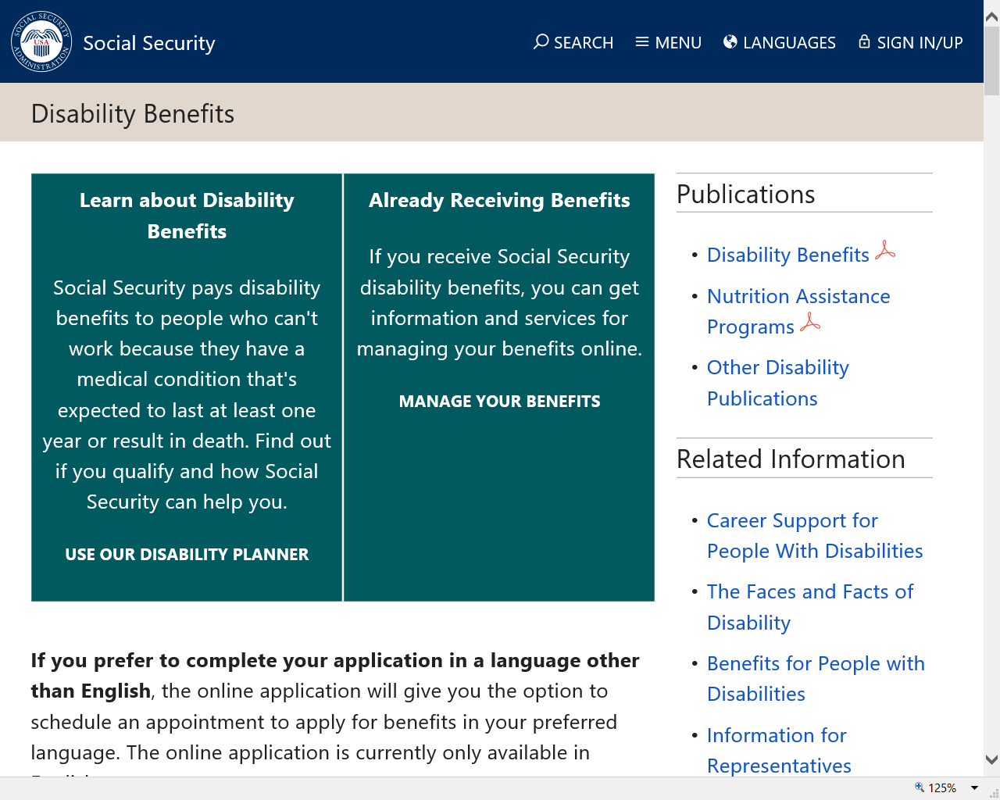 SOCIAL SECURITY ADMINISTRATION
USA
Social Security
SEARCH
MENU
LANGUAGES
SIGN IN/UP
Disability Benefits
Learn about Disability
Benefits
Social Security pays disability
benefits to people who can't
work because they have a
medical condition that's
expected to last at least one
year or result in death. Find out
if you qualify and how Social
Security can help you.
USE OUR DISABILITY PLANNER
Already Receiving Benefits
If you receive Social Security
disability benefits, you can get
information and services for
managing your benefits online.
MANAGE YOUR BENEFITS
If you prefer to complete your application in a language other
than English, the online application will give you the option to
schedule an appointment to apply for benefits in your preferred
language. The online application is currently only available in
Publications
• Disability Benefits
• Nutrition Assistance
Programs
• Other Disability
Publications
Related Information
• Career Support for
People With Disabilities
• The Faces and Facts of
Disability
• Benefits for People with
Disabilities
• Information for
Representatives
125%